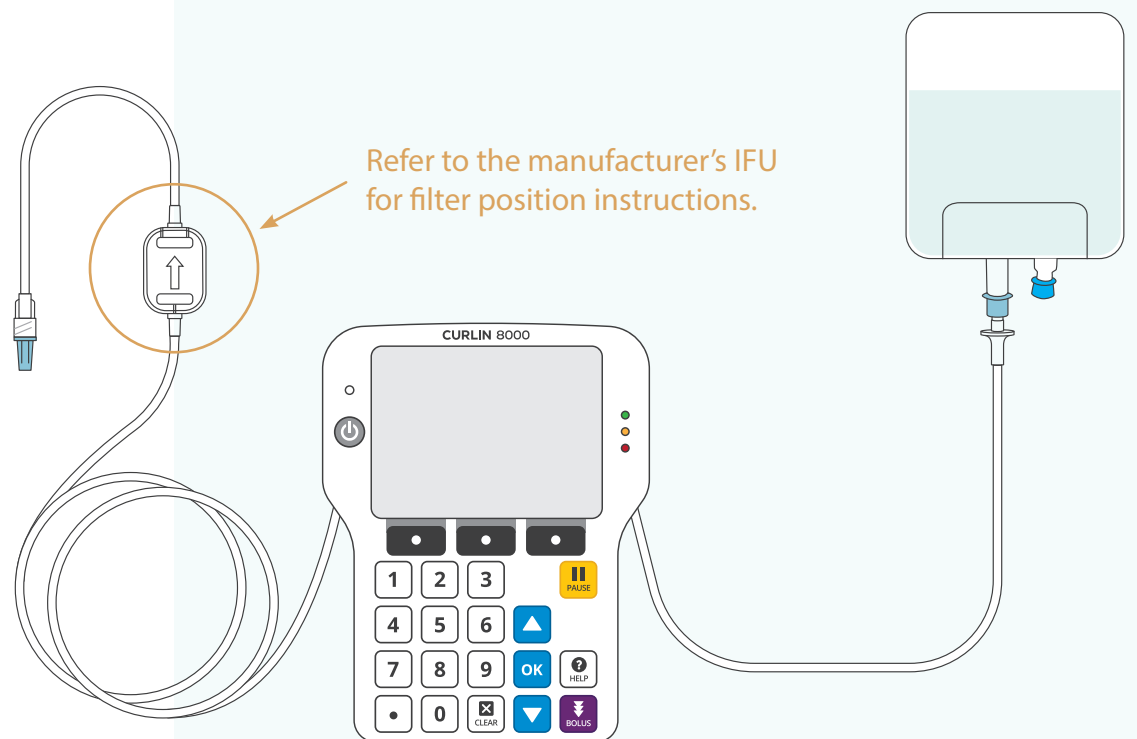 Refer to the manufacturer’s IFU
for filter position instructions.
CURLIN 8000
1 2 3 PAUSE
4 5 6
7 8 9 OK ? HELP
• 0 X CLEAR BOLUS